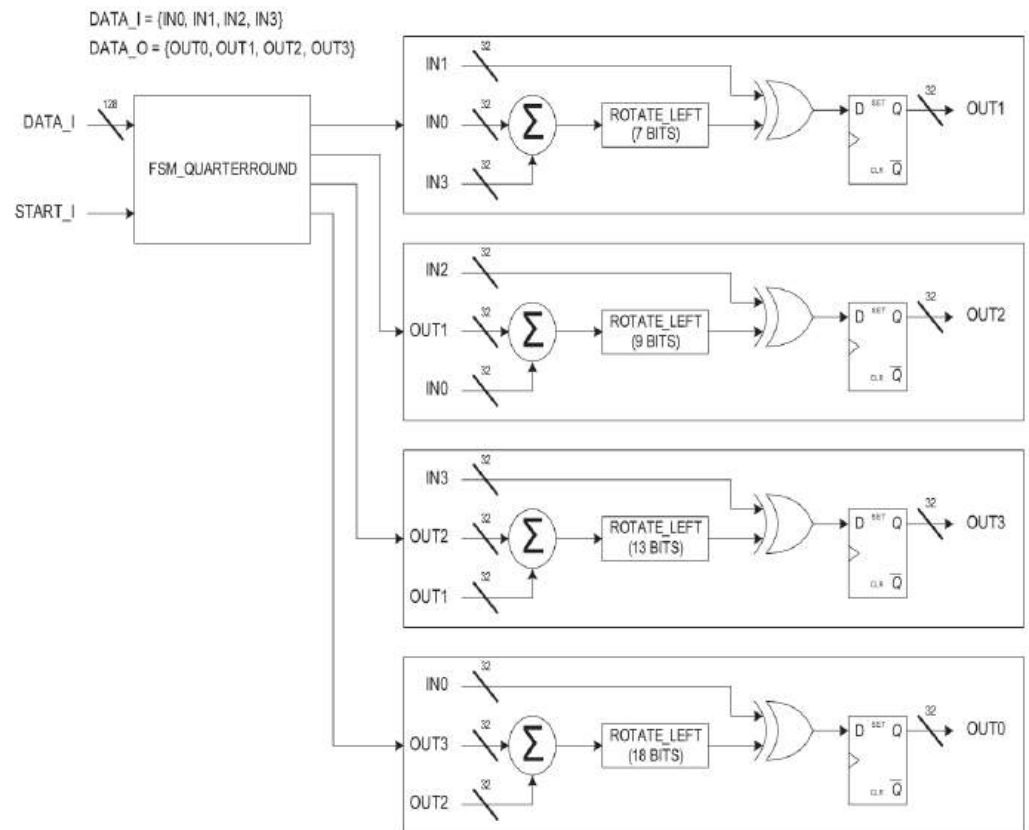 DATA_I = {IN0, IN1, IN2, IN3}
DATA_O = {OUT0, OUT1, OUT2, OUT3}
DATA_I
128
START_I
FSM_QUARTERROUND
IN1
32
IN0
32
IN3
32
Σ
ROTATE_LEFT
(7 BITS)
D SET Q
CLR Q
32
OUT1
IN2
32
OUT1
32
IN0
32
Σ
ROTATE_LEFT
(9 BITS)
D SET Q
CLR Q
32
OUT2
IN3
32
OUT2
32
OUT1
32
Σ
ROTATE_LEFT
(13 BITS)
D SET Q
CLR Q
32
OUT3
IN0
32
OUT3
32
OUT2
32
Σ
ROTATE_LEFT
(18 BITS)
D SET Q
CLR Q
32
OUT0